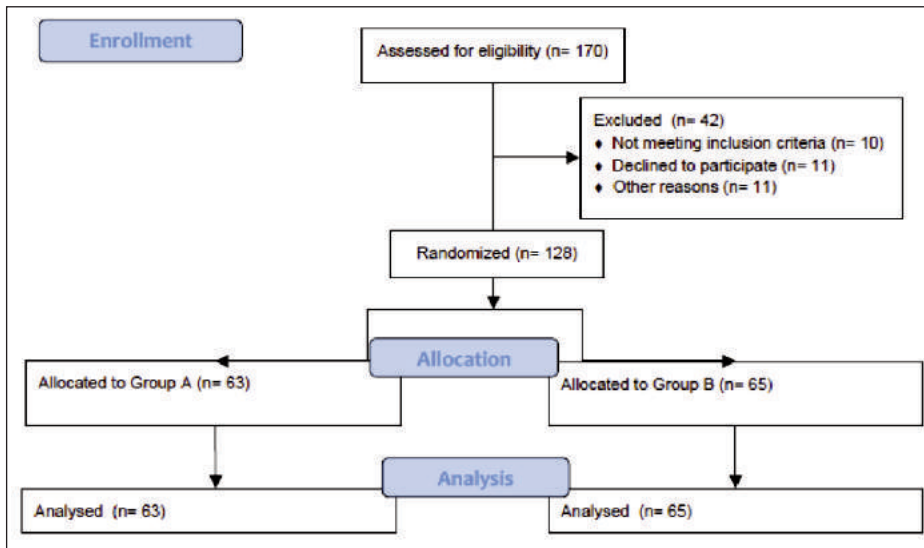 Enrollment
Assessed for eligibility (n= 170)
Excluded (n= 42)
♦ Not meeting inclusion criteria (n= 10)
♦ Declined to participate (n= 11)
♦ Other reasons (n= 11)
Randomized (n= 128)
Allocation
Allocated to Group A (n= 63)
Allocated to Group B (n= 65)
Analysis
Analysed (n= 63)
Analysed (n= 65)